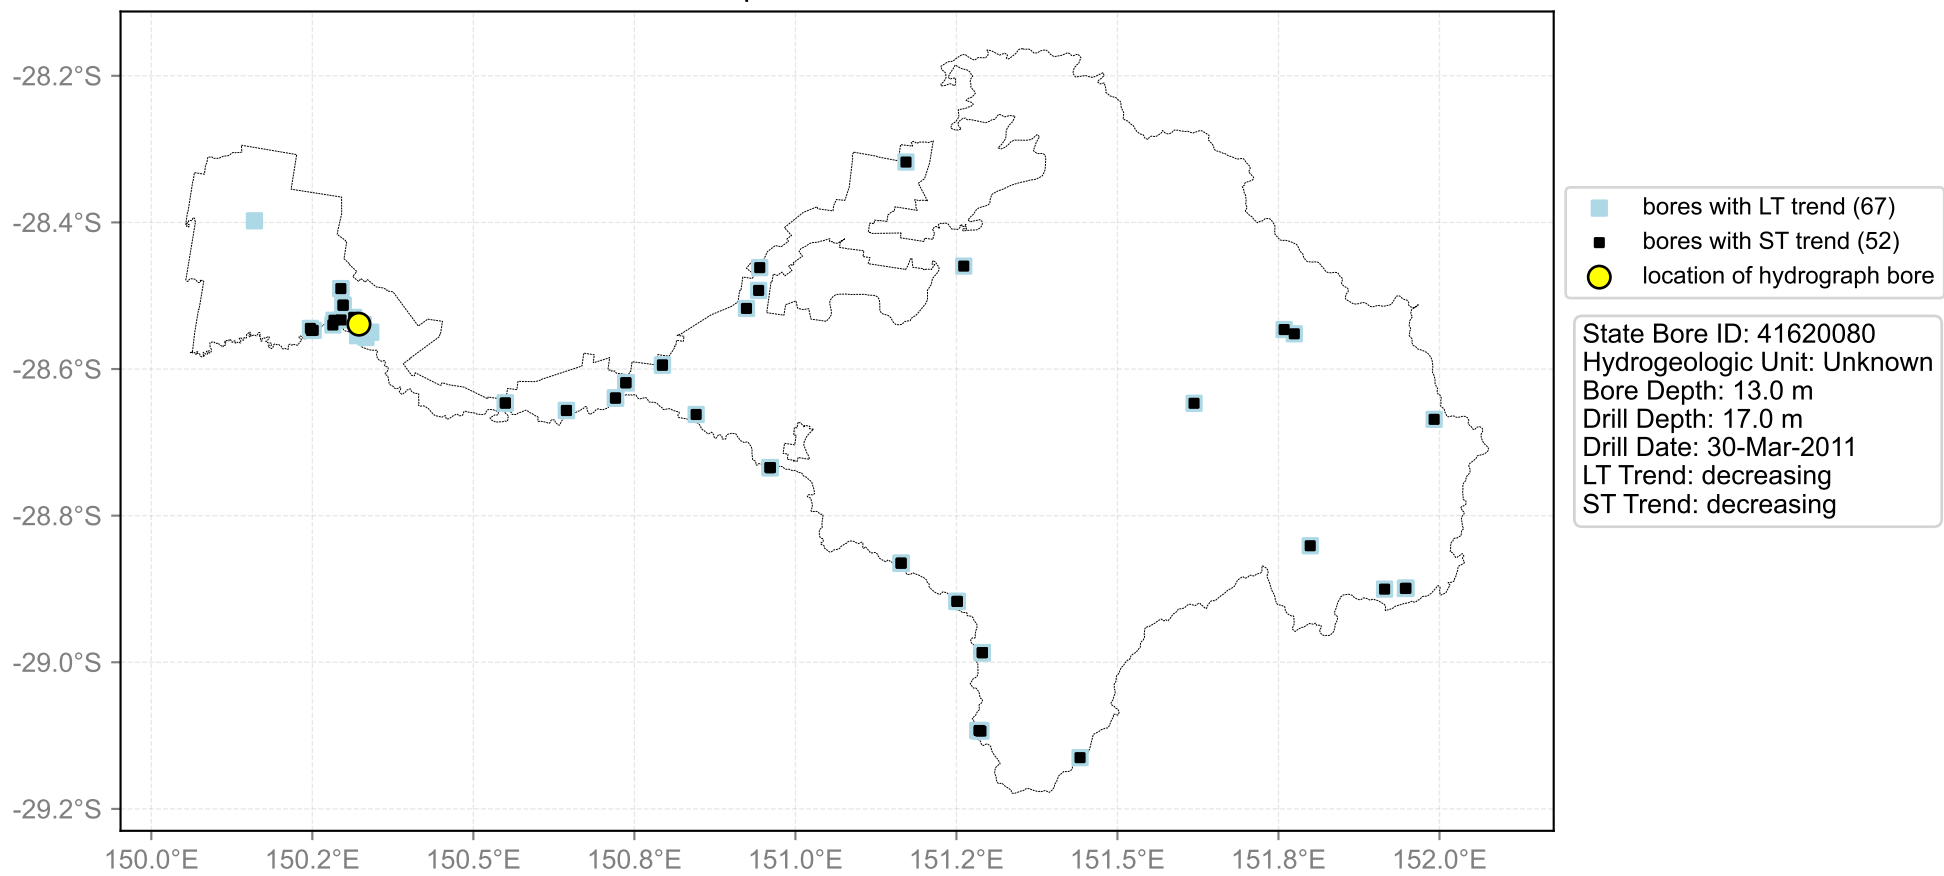 -28.2°S
-28.4°S
-28.6°S
-28.8°S
-29.0°S
-29.2°S
150.0°E
150.2°E
150.5°E
150.8°E
151.0°E
151.2°E
151.5°E
151.8°E
152.0°E
bores with LT trend (67)
bores with ST trend (52)
location of hydrograph bore
State Bore ID: 41620080
Hydrogeologic Unit: Unknown
Bore Depth: 13.0 m
Drill Depth: 17.0 m
Drill Date: 30-Mar-2011
LT Trend: decreasing
ST Trend: decreasing